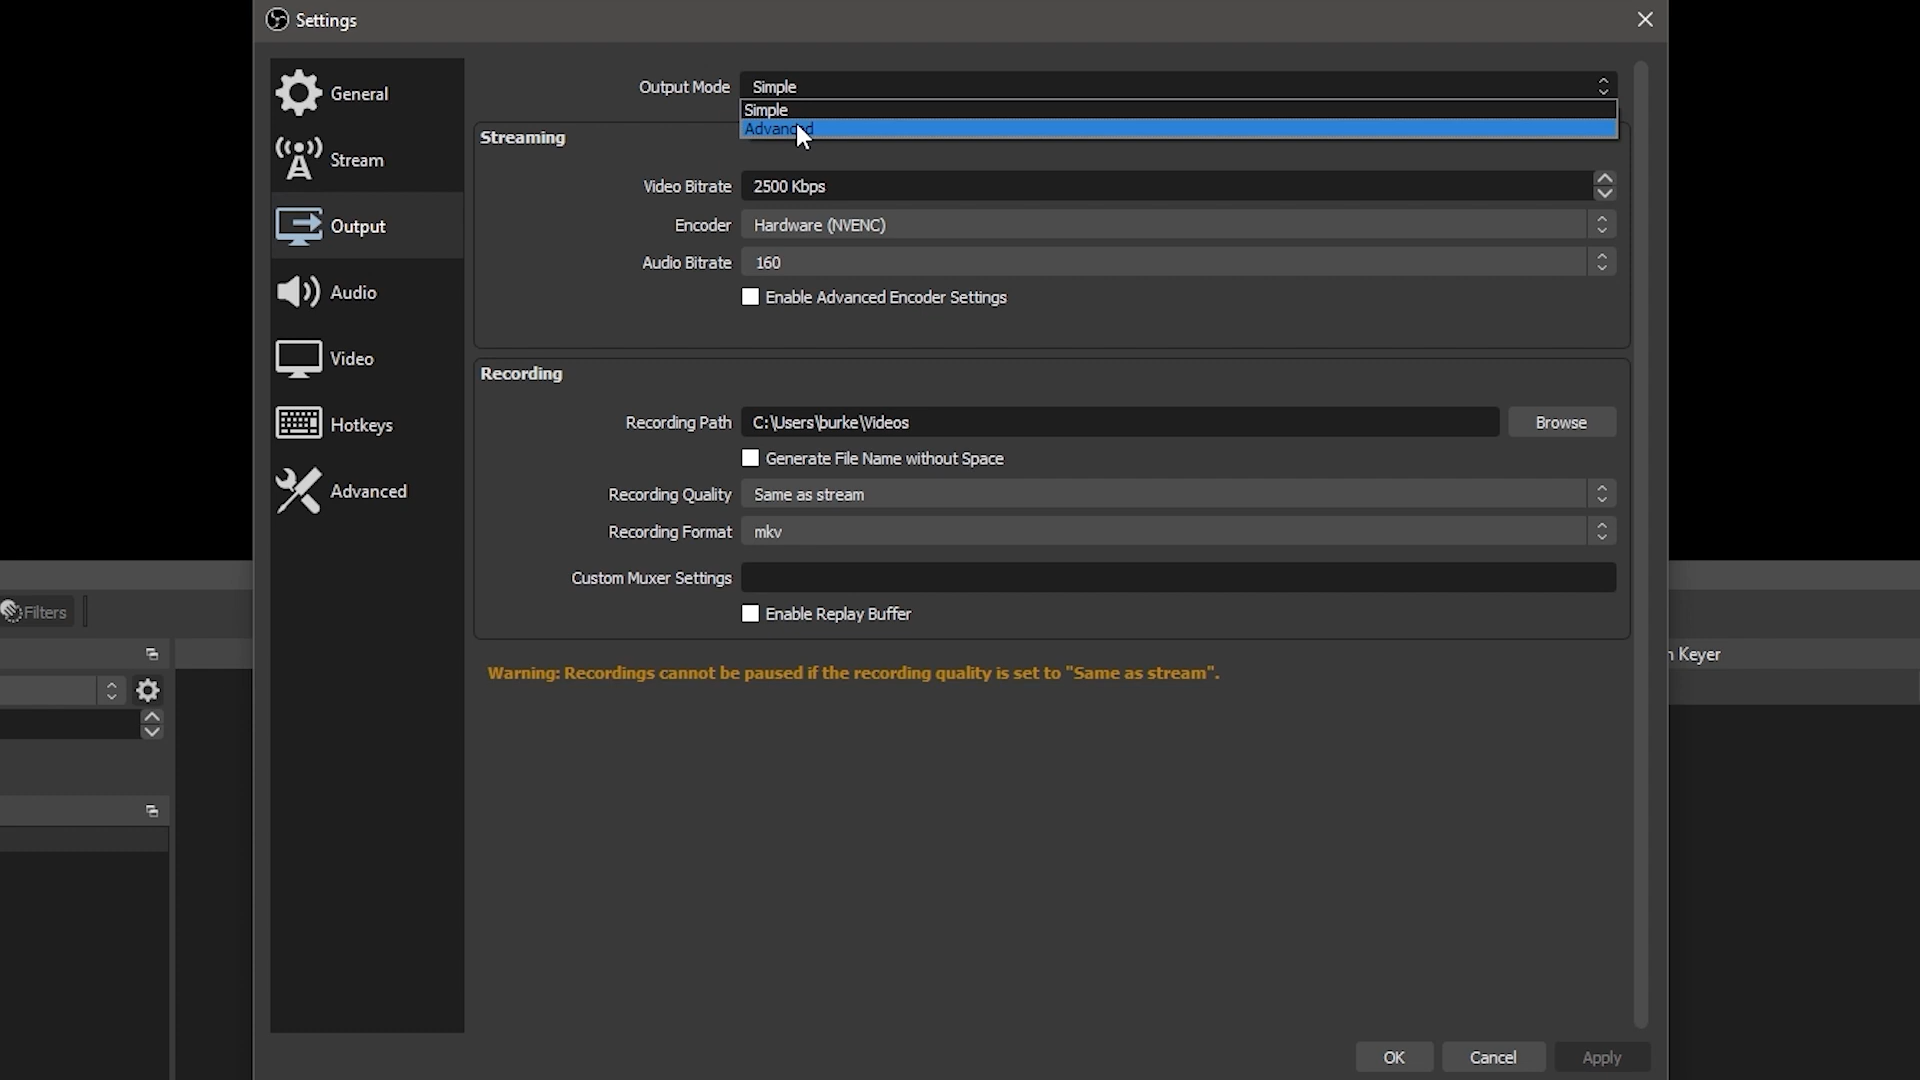 Settings
General
Stream
Output
Audio
Video
Hotkeys
Advanced
Output Mode Simple
Simple
Advanced
Streaming
Video Bitrate 2500 Kbps
Encoder Hardware (NVENC)
Audio Bitrate 160
Enable Advanced Encoder Settings
Recording
Recording Path C:\Users\burke\Videos Browse
Generate File Name without Space
Recording Quality Same as stream
Recording Format mkv
Custom Muxer Settings
Enable Replay Buffer
Warning: Recordings cannot be paused if the recording quality is set to "Same as stream".
Filters
Keyer
OK Cancel Apply